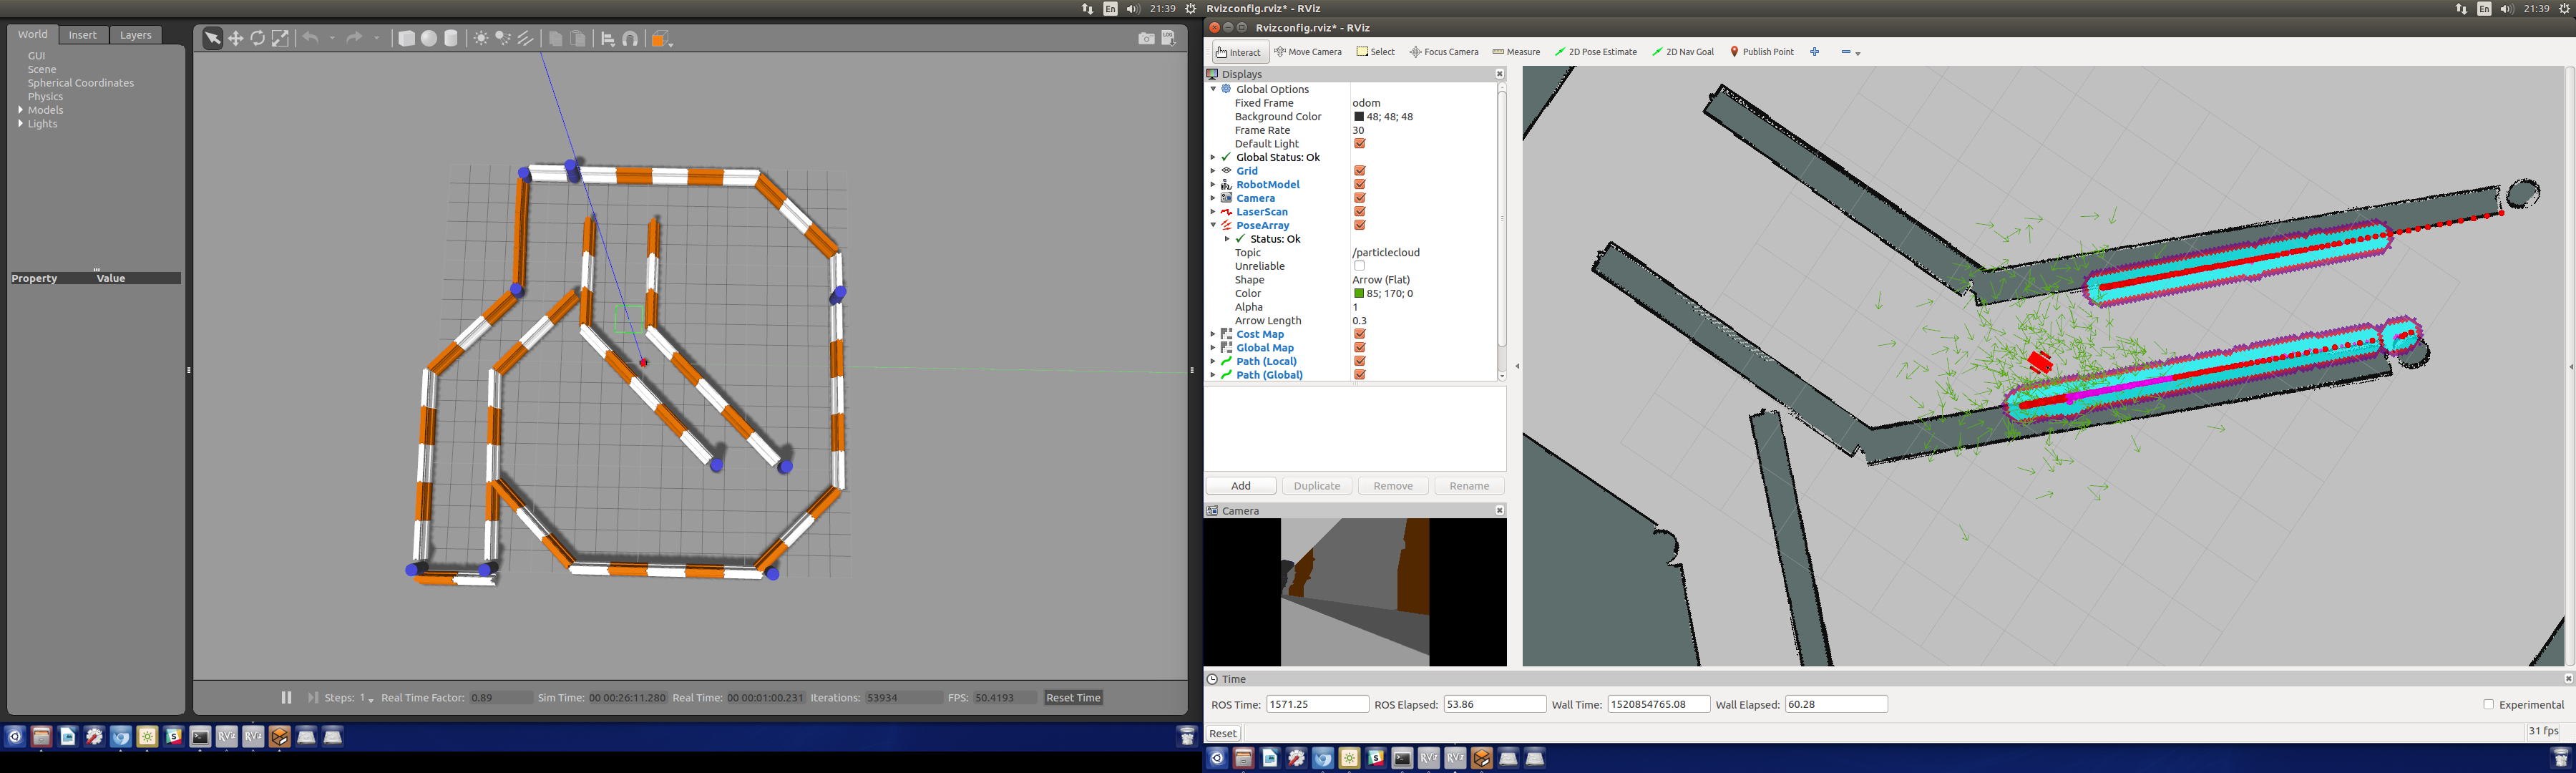 En 21:39 Rvizconfig.rviz* - RViz En 21:39
World Insert Layers
GUI
Scene
Spherical Coordinates
Physics
Models
Lights
Property Value
LOG
Steps: 1 Real Time Factor: 0.89 Sim Time: 00 00:26:11.280 Real Time: 00 00:01:00.231 Iterations: 53934 FPS: 50.4193 Reset Time
Rvizconfig.rviz* - RViz
Interact Move Camera Select Focus Camera Measure 2D Pose Estimate 2D Nav Goal Publish Point
Displays
Global Options
Fixed Frame odom
Background Color 48; 48; 48
Frame Rate 30
Default Light
Global Status: Ok
Grid
RobotModel
Camera
LaserScan
PoseArray
Status: Ok
Topic /particlecloud
Unreliable
Shape Arrow (Flat)
Color 85; 170; 0
Alpha 1
Arrow Length 0.3
Cost Map
Global Map
Path (Local)
Path (Global)
Add Duplicate Remove Rename
Camera
Time
ROS Time: 1571.25 ROS Elapsed: 53.86 Wall Time: 1520854765.08 Wall Elapsed: 60.28 Experimental
Reset 31 fps